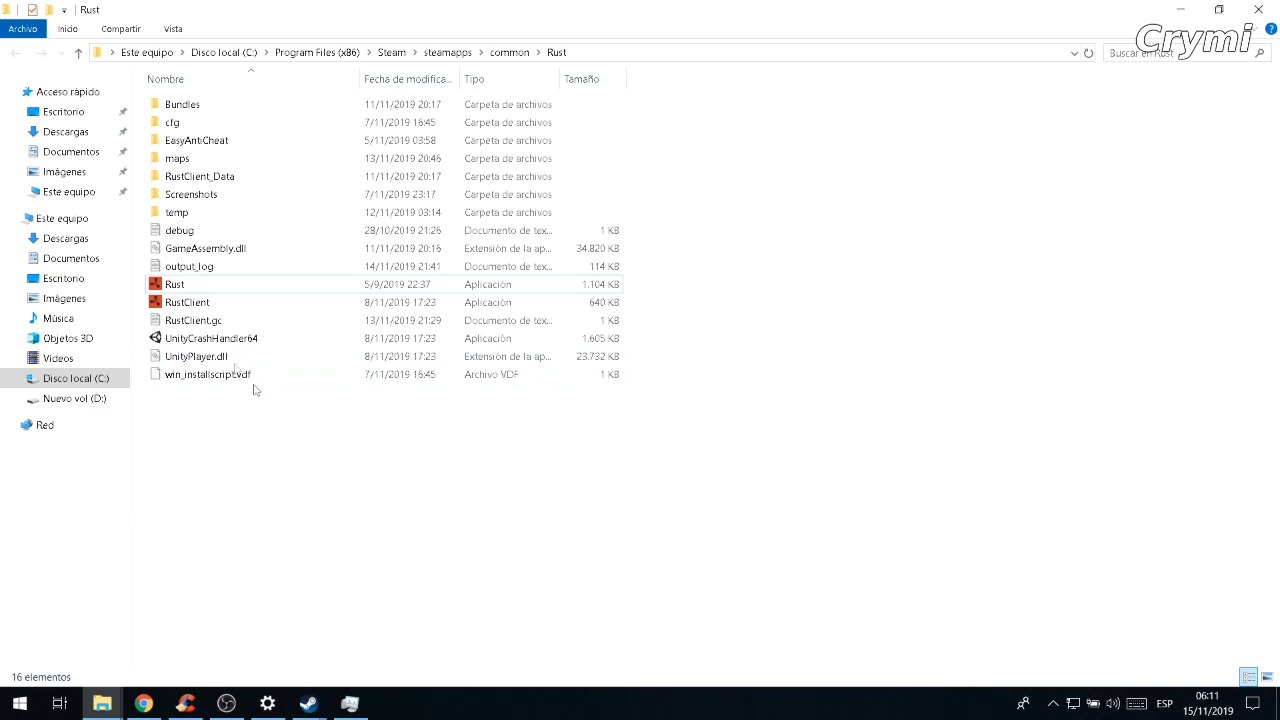 Rust
Archivo Inicio Compartir Vista
Crymi
Este equipo > Disco local (C:) > Program Files (x86) > Steam > steamapps > common > Rust
Buscar en Rust
Nombre Fecha de modifica... Tipo Tamaño
Acceso rápido
Escritorio
Descargas
Documentos
Imágenes
Este equipo
Este equipo
Descargas
Documentos
Escritorio
Imágenes
Música
Objetos 3D
Vídeos
Disco local (C:)
Nuevo vol (D:)
Red
Bundles 11/11/2019 20:17 Carpeta de archivos
cfg 7/11/2019 16:45 Carpeta de archivos
EasyAntiCheat 5/11/2019 03:58 Carpeta de archivos
maps 13/11/2019 20:46 Carpeta de archivos
RustClient_Data 11/11/2019 20:17 Carpeta de archivos
Screenshots 7/11/2019 23:17 Carpeta de archivos
temp 12/11/2019 03:14 Carpeta de archivos
debug 28/10/2019 21:26 Documento de tex... 1 KB
GameAssembly.dll 11/11/2019 20:16 Extensión de la ap... 34.820 KB
output_log 14/11/2019 21:41 Documento de tex... 114 KB
Rust 5/9/2019 22:37 Aplicación 1.104 KB
RustClient 8/11/2019 17:23 Aplicación 640 KB
RustClient.gc 13/11/2019 21:29 Documento de tex... 1 KB
UnityCrashHandler64 8/11/2019 17:23 Aplicación 1.605 KB
UnityPlayer.dll 8/11/2019 17:23 Extensión de la ap... 23.732 KB
win_installscript.vdf 7/11/2019 16:45 Archivo VDF 1 KB
16 elementos
ESP
06:11
15/11/2019